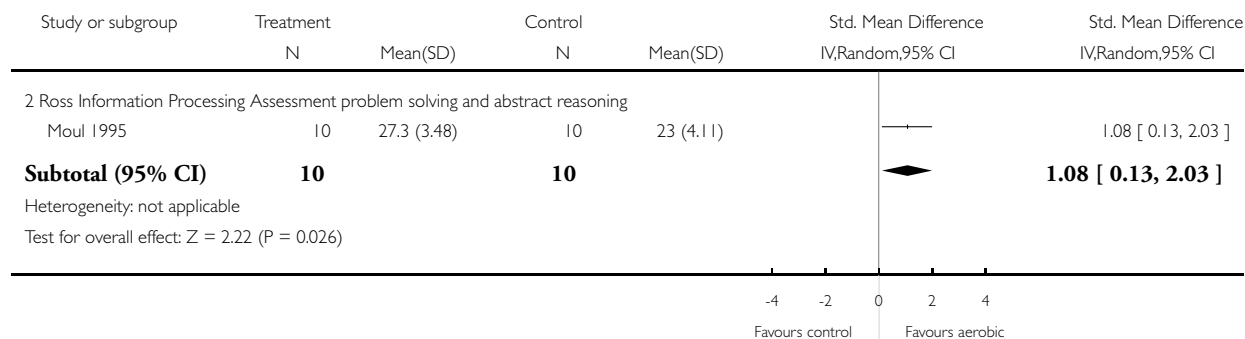 Study or subgroup Treatment Control Std. Mean Difference Std. Mean Difference
N Mean(SD) N Mean(SD) IV,Random,95% CI IV,Random,95% CI
2 Ross Information Processing Assessment problem solving and abstract reasoning
Moul 1995 10 27.3 (3.48) 10 23 (4.11) 1.08 [ 0.13, 2.03 ]
Subtotal (95% CI) 10 10 1.08 [ 0.13, 2.03 ]
Heterogeneity: not applicable
Test for overall effect: Z = 2.22 (P = 0.026)
-4 -2 0 2 4
Favours control Favours aerobic